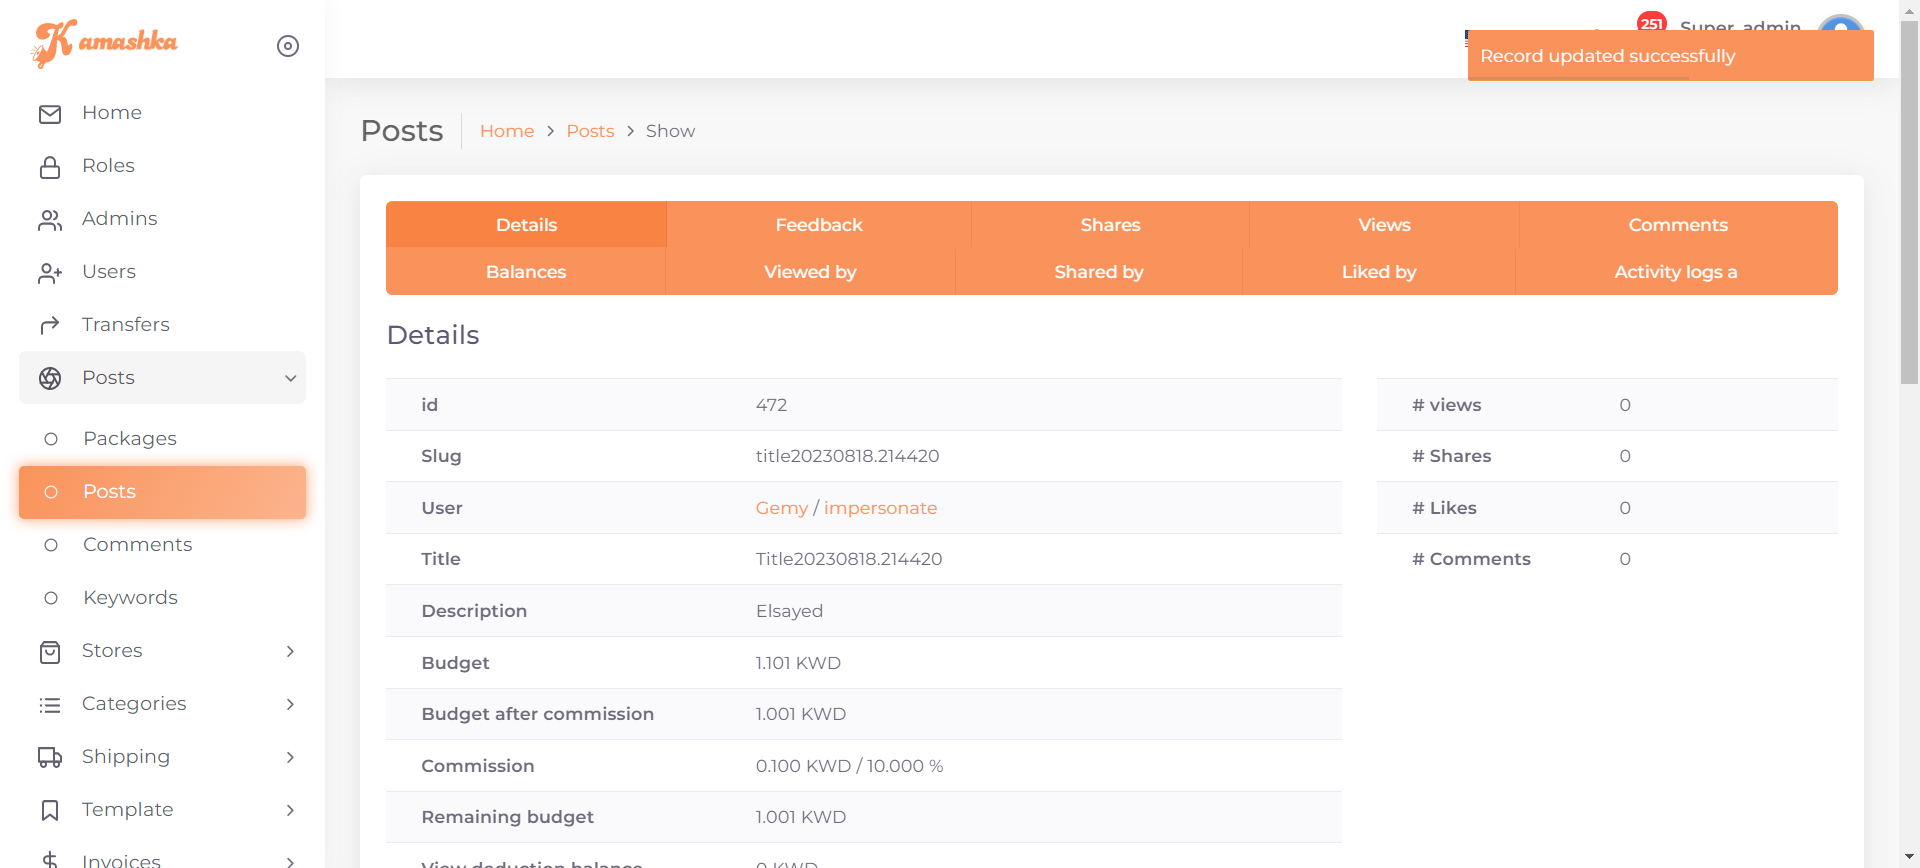 Kamashka
251
Super_admin
Record updated successfully
Home
Roles
Admins
Users
Transfers
Posts
Packages
Posts
Comments
Keywords
Stores
Categories
Shipping
Template
Invoices
Posts
Home > Posts > Show
Details Feedback Shares Views Comments
Balances Viewed by Shared by Liked by Activity logs a
Details
id 472
Slug title20230818.214420
User Gemy / impersonate
Title Title20230818.214420
Description Elsayed
Budget 1.101 KWD
Budget after commission 1.001 KWD
Commission 0.100 KWD / 10.000 %
Remaining budget 1.001 KWD
View deduction balance 0 KWD
# views 0
# Shares 0
# Likes 0
# Comments 0